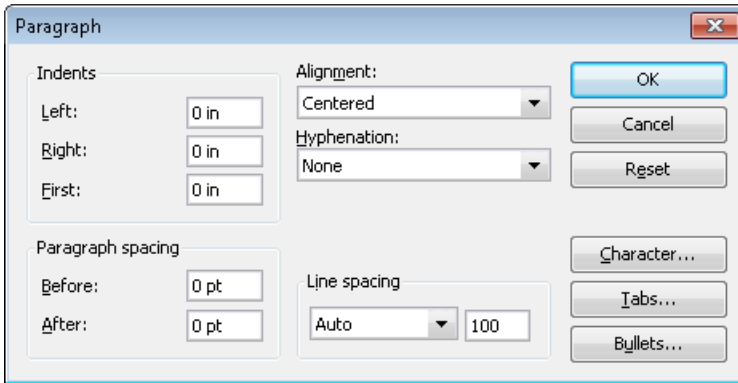 Paragraph
Indents
Left: 0 in
Right: 0 in
First: 0 in
Paragraph spacing
Before: 0 pt
After: 0 pt
Alignment:
Centered
Hyphenation:
None
Line spacing
Auto 100
OK
Cancel
Reset
Character...
Tabs...
Bullets...